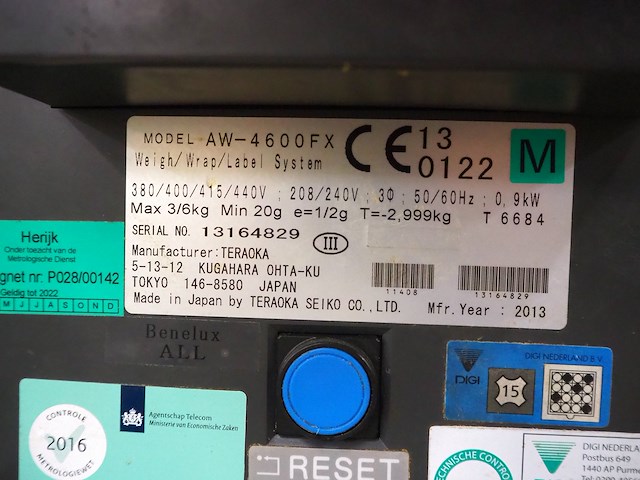 MODEL AW-4600FX
Weigh/Wrap/Label System
CE 13
0122
M
380/400/415/440V ; 208/240V ; 3Φ ; 50/60Hz ; 0,9kW
Max 3/6kg Min 20g e=1/2g T=-2,999kg T 6684
SERIAL NO. 13164829
III
Manufacturer:TERAOKA
5-13-12 KUGAHARA OHTA-KU
TOKYO 146-8580 JAPAN
Made in Japan by TERAOKA SEIKO CO.,LTD.
11408
13164829
Mfr.Year : 2013
Herijk
Onder toezicht van de
Metrologische Dienst
gnet nr: P028/00142
Geldig tot 2022
M J J A S O N D
Benelux
ALL
CONTROLE
2016
METROLOGIEWET
Agentschap Telecom
Ministerie van Economische Zaken
RESET
DIGI
DIGI NEDERLAND B.V.
15
TECHNISCHE CONTRO
DIGI NEDERLAN
Postbus 649
1440 AP Purme